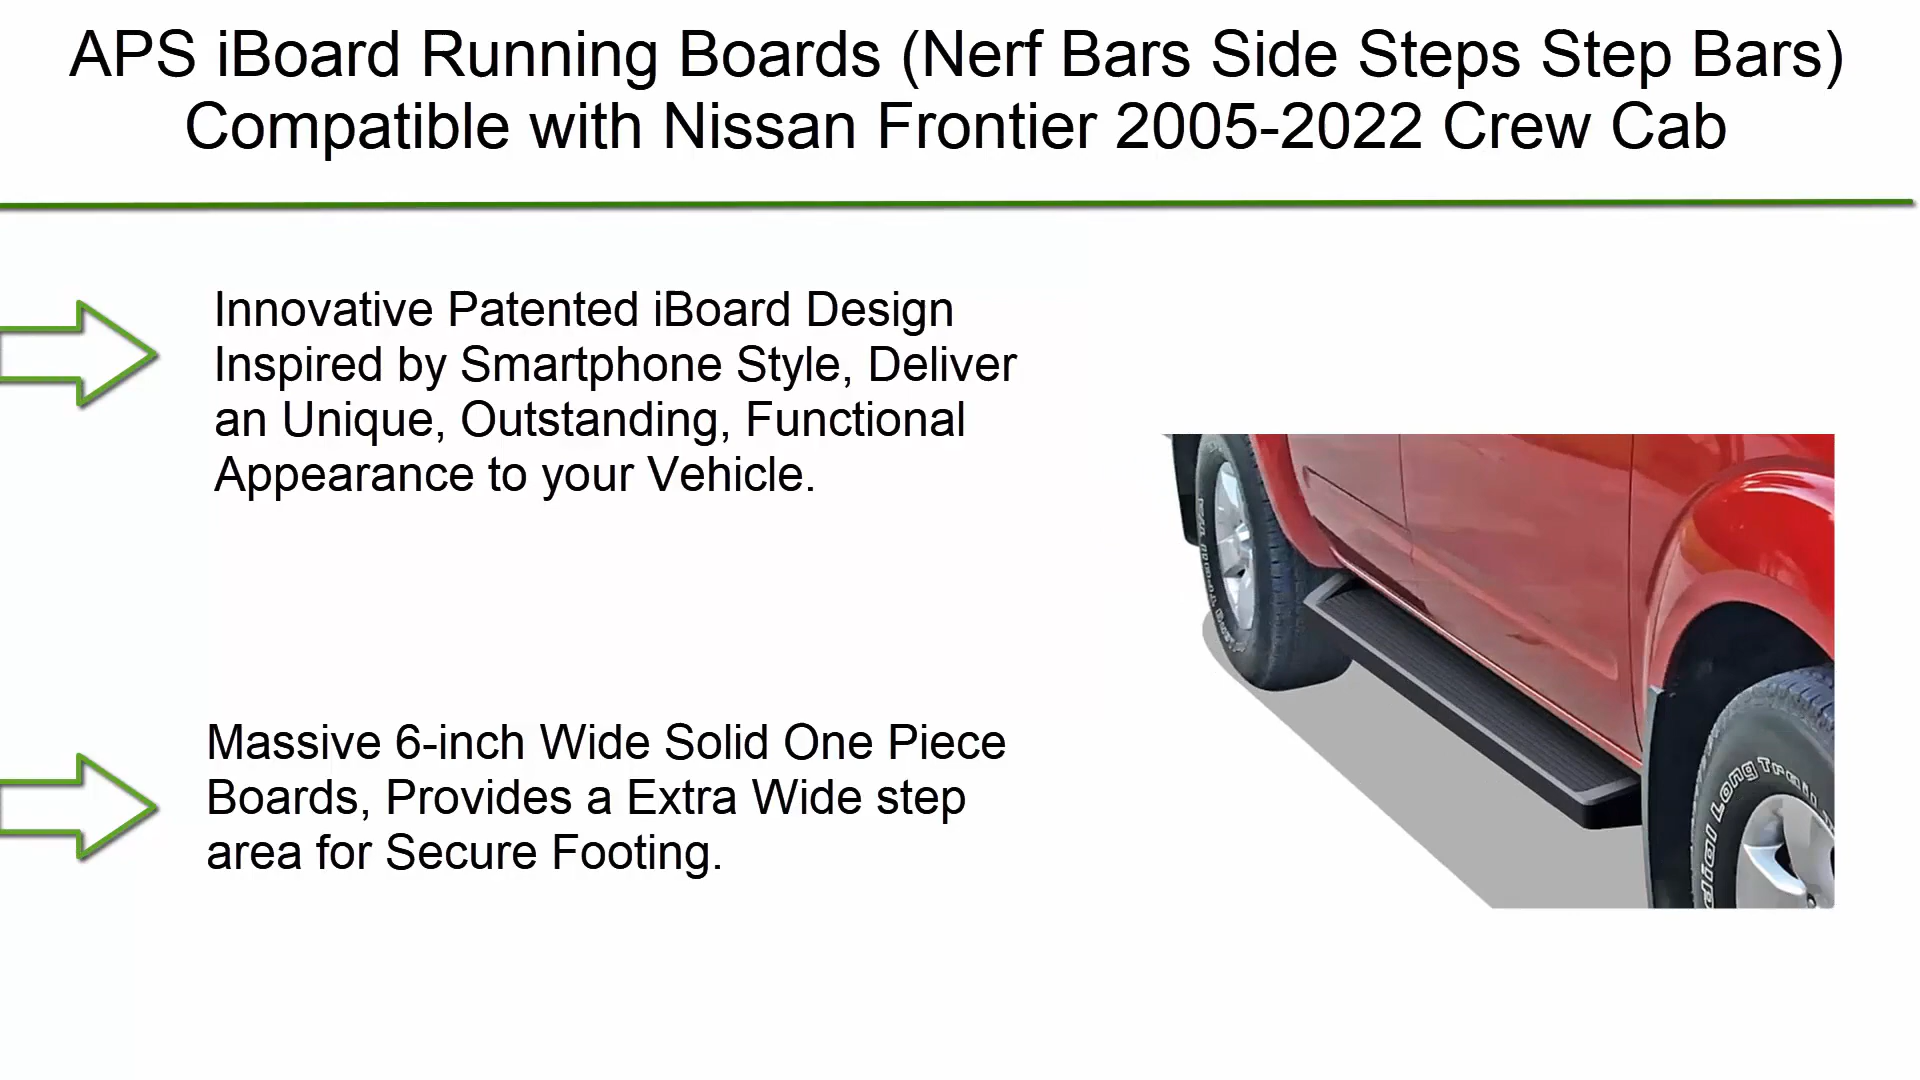 APS iBoard Running Boards (Nerf Bars Side Steps Step Bars)
Compatible with Nissan Frontier 2005-2022 Crew Cab
Innovative Patented iBoard Design
Inspired by Smartphone Style, Deliver
an Unique, Outstanding, Functional
Appearance to your Vehicle.
Massive 6-inch Wide Solid One Piece
Boards, Provides a Extra Wide step
area for Secure Footing.
Long Trail